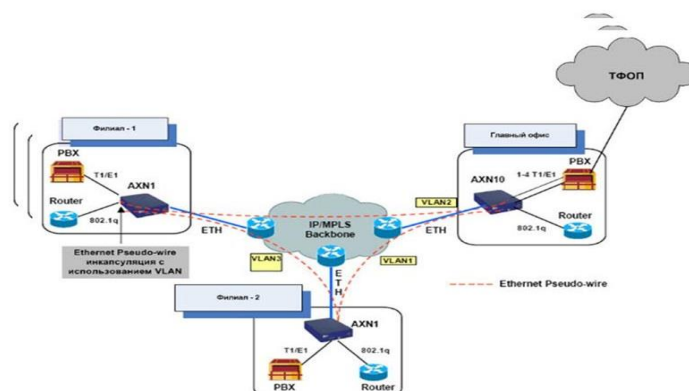 ТФОП
Филиал - 1
Главный офис
PBX
T1/E1
AXN1
Router
802.1q
ETH
Ethernet Pseudo-wire
инкапсуляция с
использованием VLAN
IP/MPLS
Backbone
VLAN2
VLAN3
VLAN1
ETH
ETH
AXN10
1-4 T1/E1
PBX
Router
802.1q
Ethernet Pseudo-wire
Филиал - 2
AXN1
T1/E1
802.1q
PBX
Router